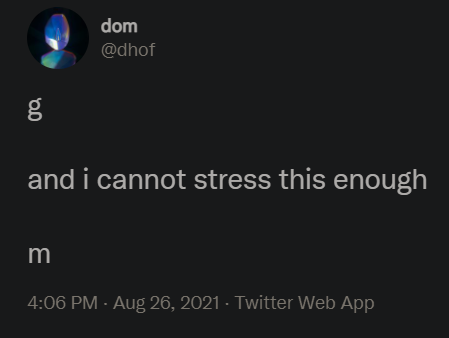 dom
@dhof
g
and i cannot stress this enough
m
4:06 PM · Aug 26, 2021 · Twitter Web App